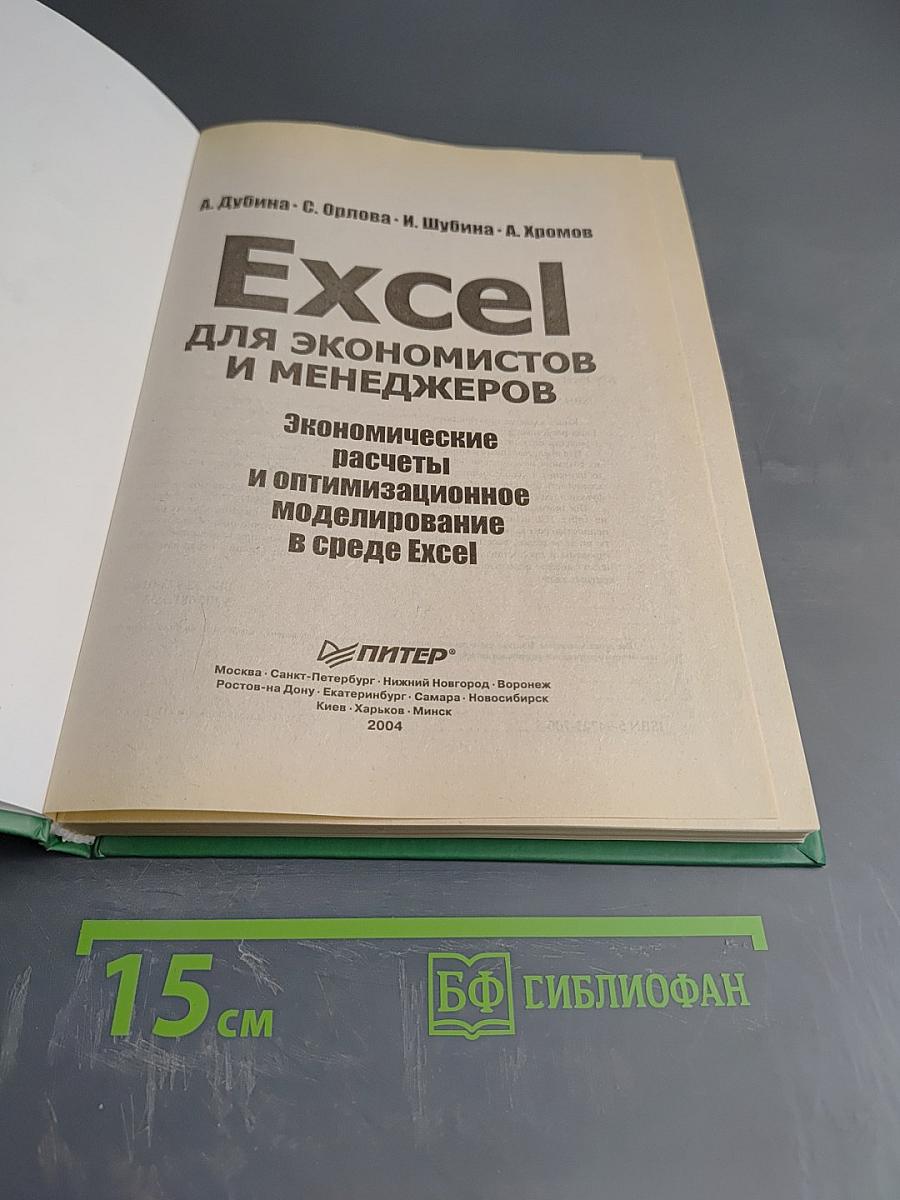 А. Дубина · С. Орлова · И. Шубина · А. Хромов
Excel
ДЛЯ ЭКОНОМИСТОВ
И МЕНЕДЖЕРОВ
Экономические
расчеты
и оптимизационное
моделирование
в среде Excel
ПИТЕР®
Москва · Санкт-Петербург · Нижний Новгород · Воронеж
Ростов-на Дону · Екатеринбург · Самара · Новосибирск
Киев · Харьков · Минск
2004
15 см
БФ БИБЛИОФАН